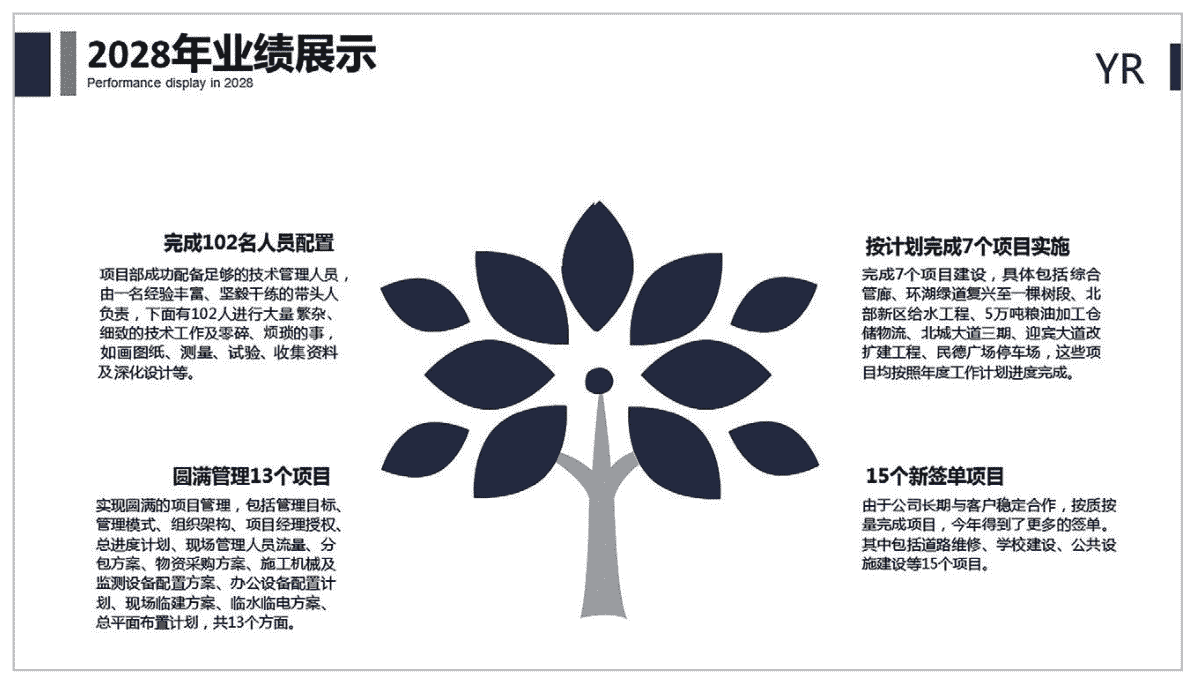 2028年业绩展示
Performance display in 2028
YR
完成102名人员配置
项目部成功配备足够的技术管理人员，
由一名经验丰富、坚毅干练的带头人
负责，下面有102人进行大量繁杂、
细致的技术工作及零碎、烦琐的事，
如画图纸、测量、试验、收集资料
及深化设计等。
圆满管理13个项目
实现圆满的项目管理，包括管理目标、
管理模式、组织架构、项目经理授权、
总进度计划、现场管理人员流量、分
包方案、物资采购方案、施工机械及
监测设备配置方案、办公设备配置计
划、现场临建方案、临水临电方案、
总平面布置计划，共13个方面。
按计划完成7个项目实施
完成7个项目建设，具体包括综合
管廊、环湖绿道复兴至一棵树段、北
部新区给水工程、5万吨粮油加工仓
储物流、北城大道三期、迎宾大道改
扩建工程、民德广场停车场，这些项
目均按照年度工作计划进度完成。
15个新签单项目
由于公司长期与客户稳定合作，按质按
量完成项目，今年得到了更多的签单。
其中包括道路维修、学校建设、公共设
施建设等15个项目。